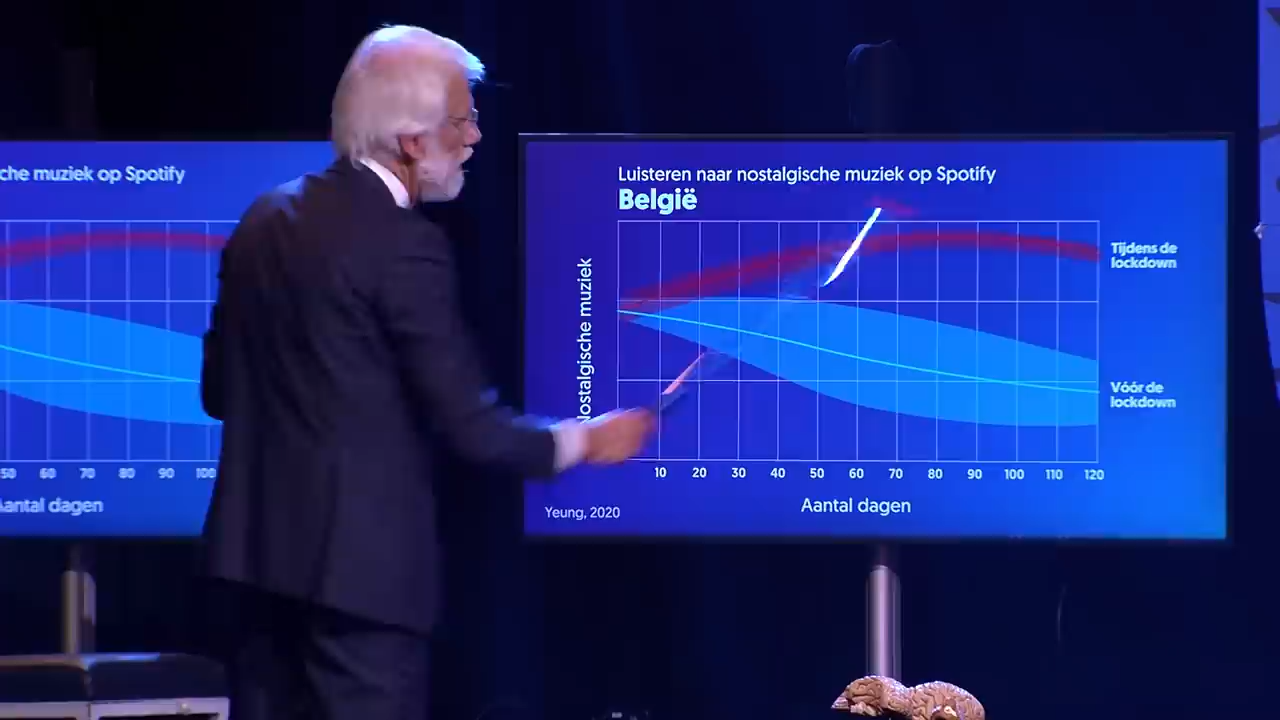 che muziek op Spotify
50 60 70 80 90 100
Aantal dagen
Luisteren naar nostalgische muziek op Spotify
België
Nostalgische muziek
Tijdens de
lockdown
Vóór de
lockdown
10 20 30 40 50 60 70 80 90 100 110 120
Aantal dagen
Yeung, 2020